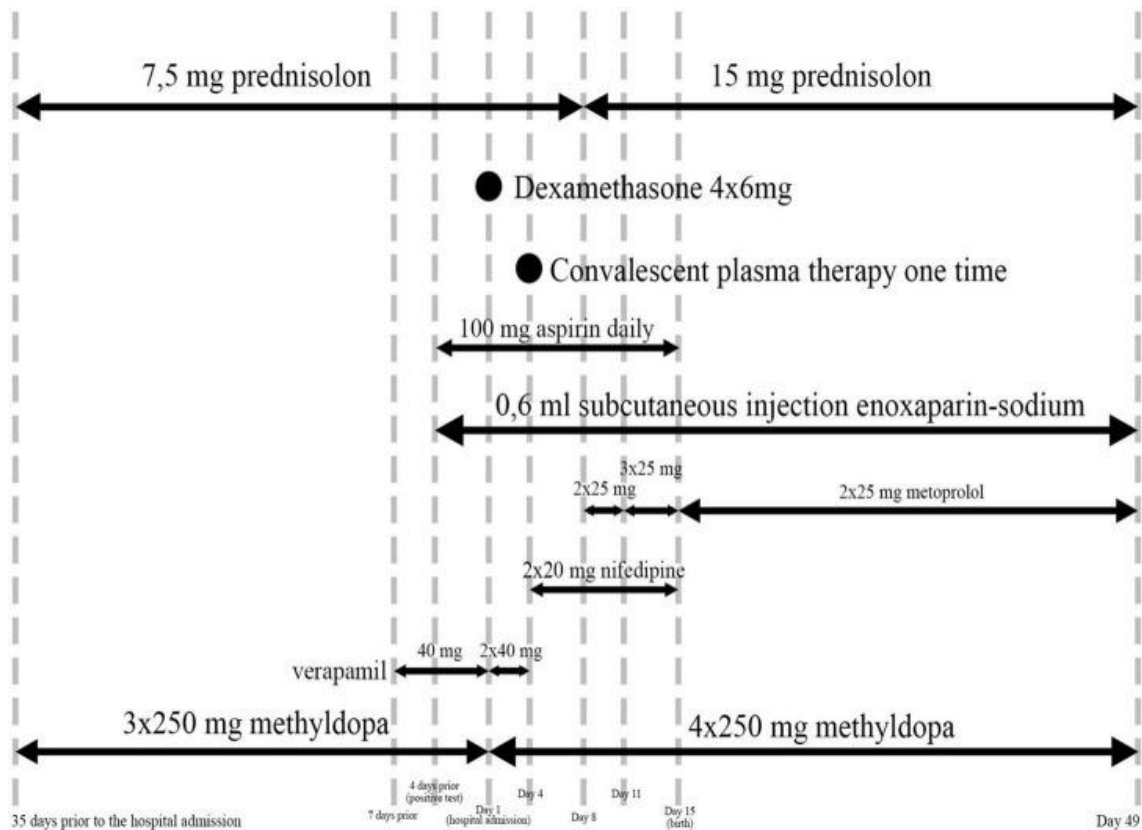 7,5 mg prednisolon
15 mg prednisolon
Dexamethasone 4x6mg
Convalescent plasma therapy one time
100 mg aspirin daily
0,6 ml subcutaneous injection enoxaparin-sodium
3x25 mg
2x25 mg
2x25 mg metoprolol
2x20 mg nifedipine
verapamil
40 mg
2x40 mg
3x250 mg methyldopa
4x250 mg methyldopa
35 days prior to the hospital admission
7 days prior
4 days prior
(positive test)
Day 1
(hospital admission)
Day 4
Day 8
Day 11
Day 15
(birth)
Day 49